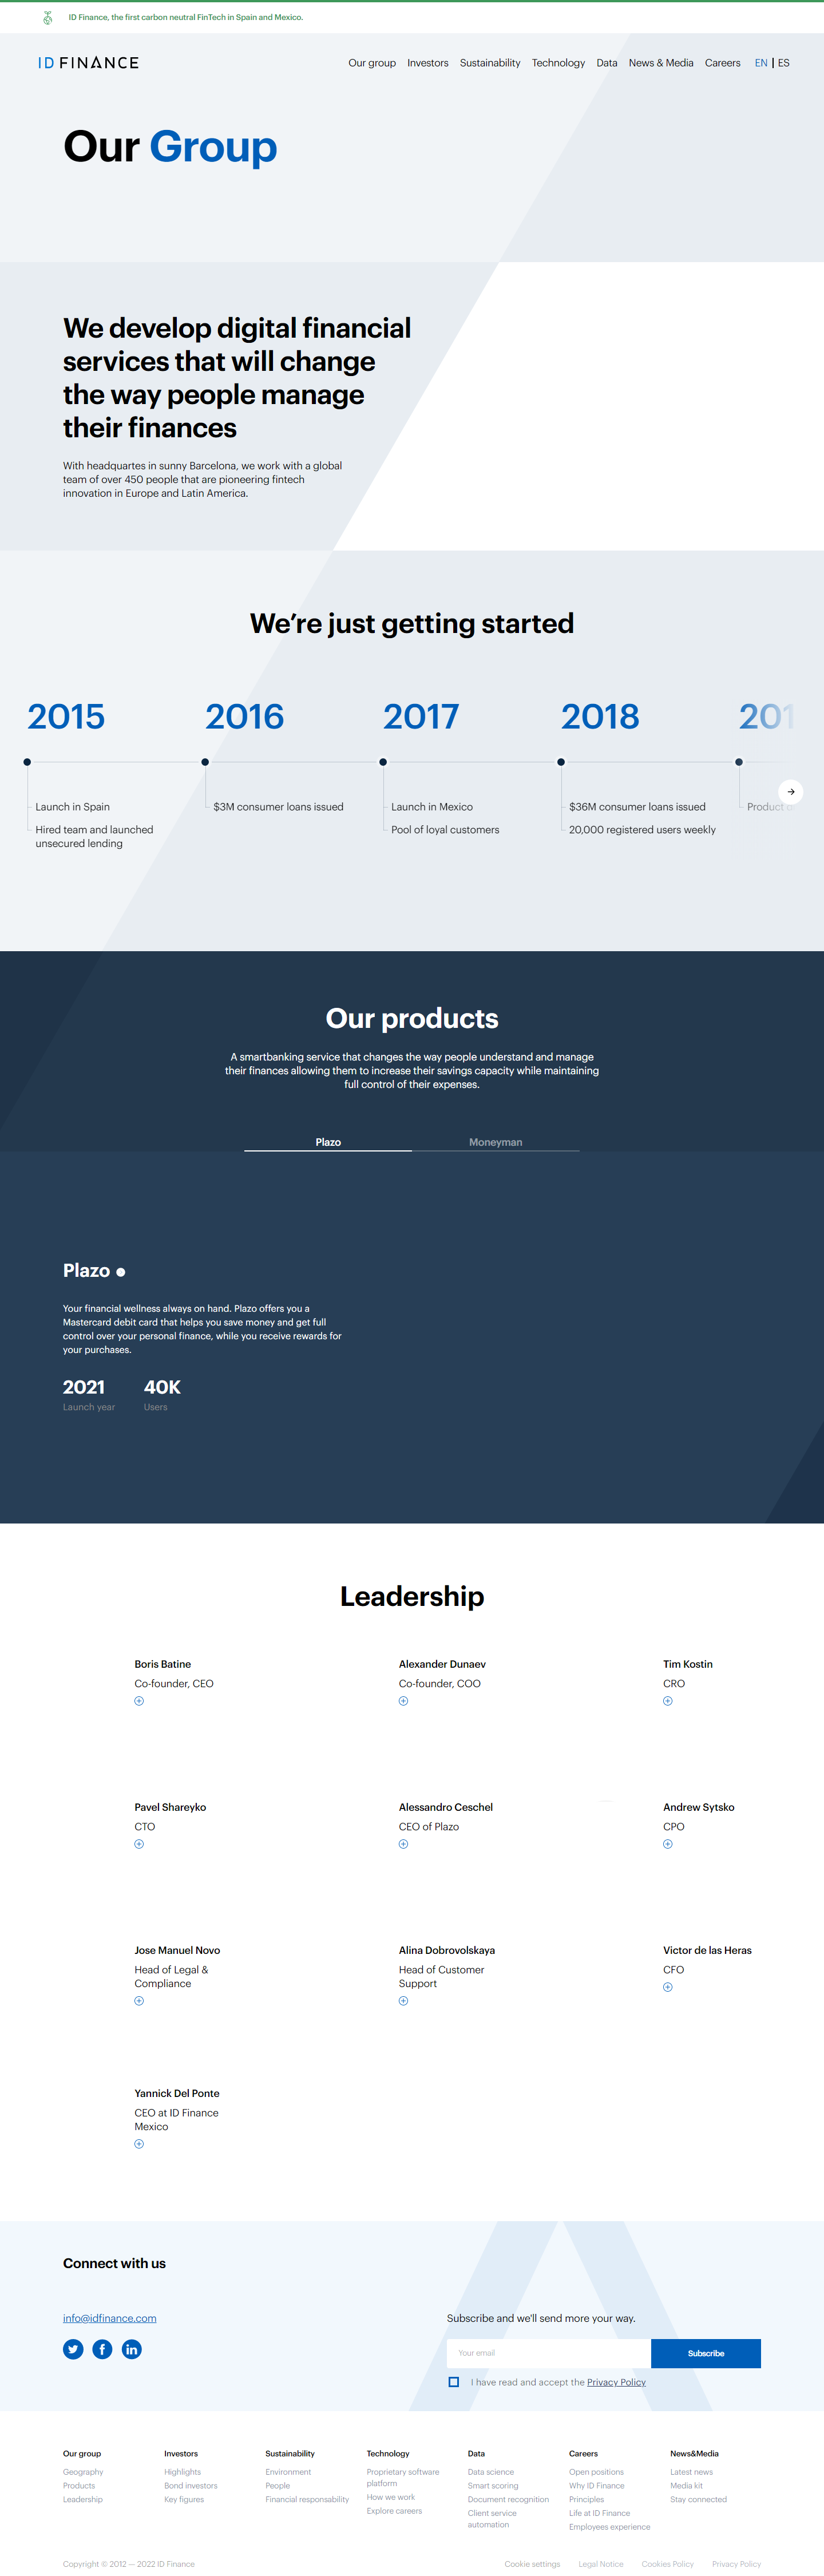 ID Finance, the first carbon neutral FinTech in Spain and Mexico.
ID FINANCE
Our group Investors Sustainability Technology Data News & Media Careers EN | ES
Our Group
We develop digital financial
services that will change
the way people manage
their finances
With headquartes in sunny Barcelona, we work with a global
team of over 450 people that are pioneering fintech
innovation in Europe and Latin America.
We’re just getting started
2015 2016 2017 2018 201
Launch in Spain
Hired team and launched
unsecured lending
$3M consumer loans issued
Launch in Mexico
Pool of loyal customers
$36M consumer loans issued
20,000 registered users weekly
Product
Our products
A smartbanking service that changes the way people understand and manage
their finances allowing them to increase their savings capacity while maintaining
full control of their expenses.
Plazo Moneyman
Plazo
Your financial wellness always on hand. Plazo offers you a
Mastercard debit card that helps you save money and get full
control over your personal finance, while you receive rewards for
your purchases.
2021 40K
Launch year Users
Leadership
Boris Batine
Co-founder, CEO
Alexander Dunaev
Co-founder, COO
Tim Kostin
CRO
Pavel Shareyko
CTO
Alessandro Ceschel
CEO of Plazo
Andrew Sytsko
CPO
Jose Manuel Novo
Head of Legal &
Compliance
Alina Dobrovolskaya
Head of Customer
Support
Victor de las Heras
CFO
Yannick Del Ponte
CEO at ID Finance
Mexico
Connect with us
info@idfinance.com
Subscribe and we'll send more your way.
Your email
Subscribe
I have read and accept the Privacy Policy
Our group
Geography
Products
Leadership
Investors
Highlights
Bond investors
Key figures
Sustainability
Environment
People
Financial responsability
Technology
Proprietary software
platform
How we work
Explore careers
Data
Data science
Smart scoring
Document recognition
Client service
automation
Careers
Open positions
Why ID Finance
Principles
Life at ID Finance
Employees experience
News&Media
Latest news
Media kit
Stay connected
Copyright © 2012 — 2022 ID Finance
Cookie settings Legal Notice Cookies Policy Privacy Policy